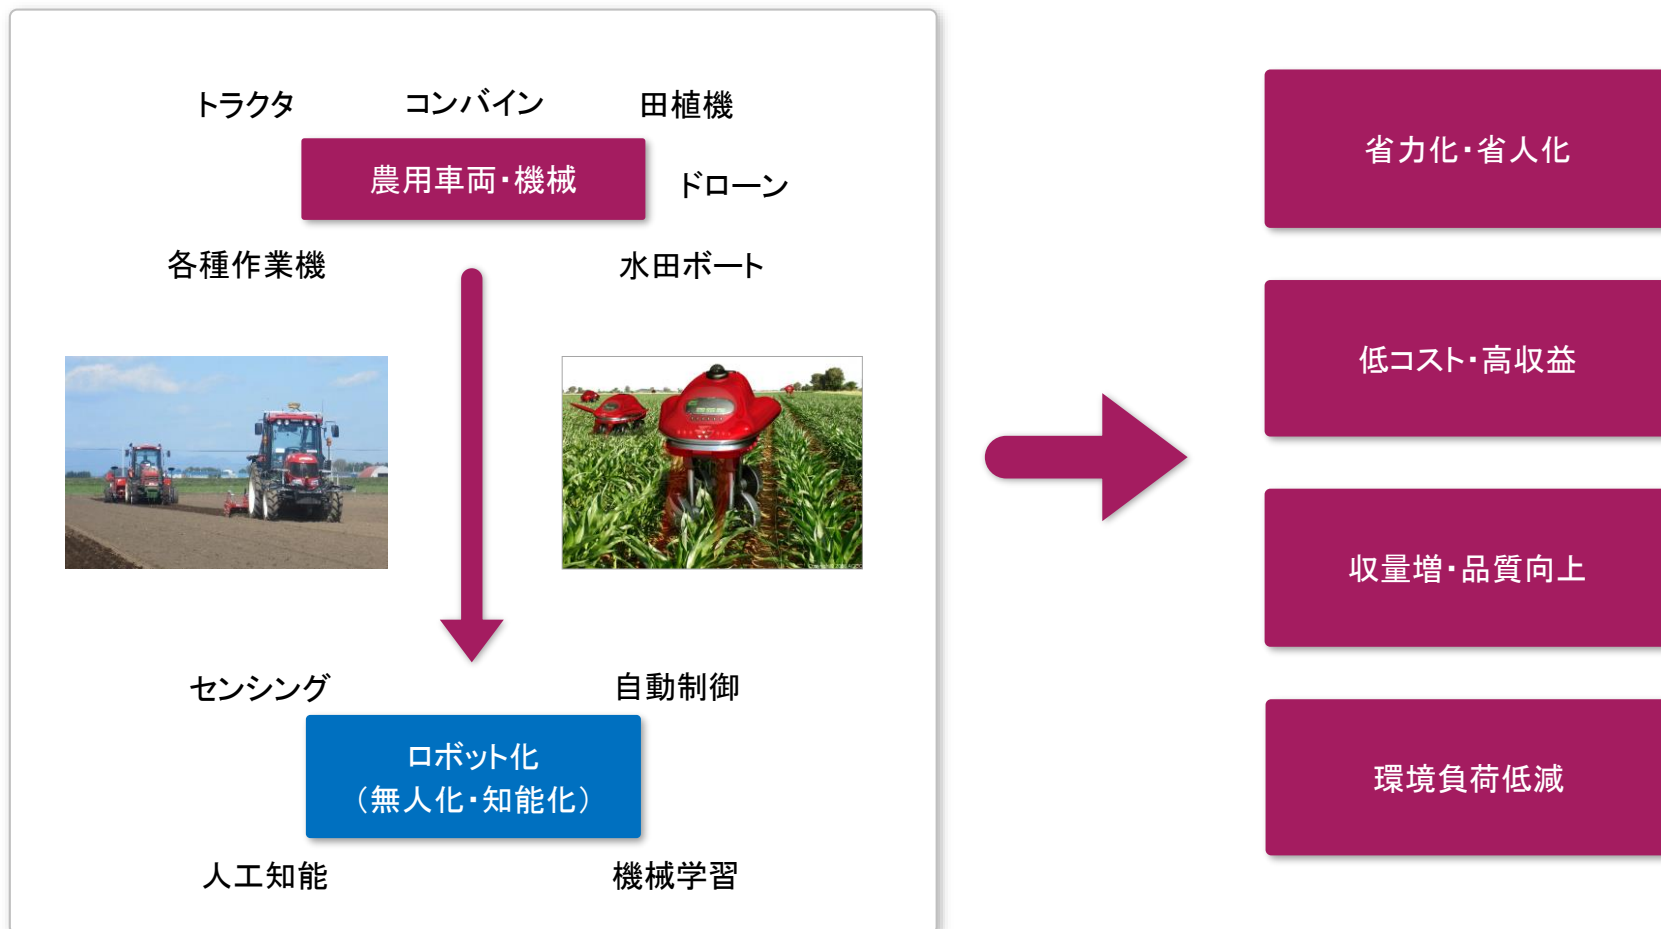 トラクタ
コンバイン
田植機
農用車両・機械
ドローン
各種作業機
水田ボート
センシング
自動制御
ロボット化
（無人化・知能化）
人工知能
機械学習
省力化・省人化
低コスト・高収益
収量増・品質向上
環境負荷低減